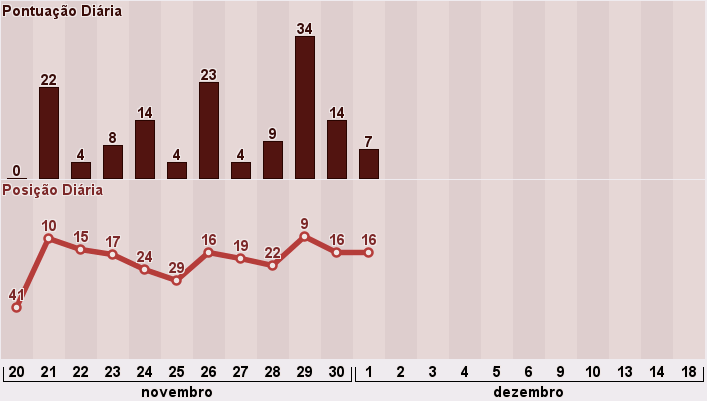 Pontuação Diária
0 22 4 8 14 4 23 4 9 34 14 7
Posição Diária
41 10 15 17 24 29 16 19 22 9 16 16
20 21 22 23 24 25 26 27 28 29 30 1 2 3 4 5 6 9 10 13 14 18
novembro dezembro